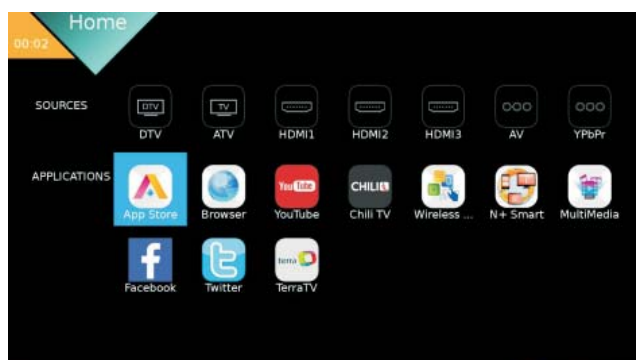 Home
00:02
SOURCES
DTV
TV
DTV ATV HDMI1 HDMI2 HDMI3 AV YPbPr
APPLICATIONS
YouTube
CHILI
App Store Browser YouTube Chili TV Wireless ... N+ Smart MultiMedia
terra
Facebook Twitter TerraTV